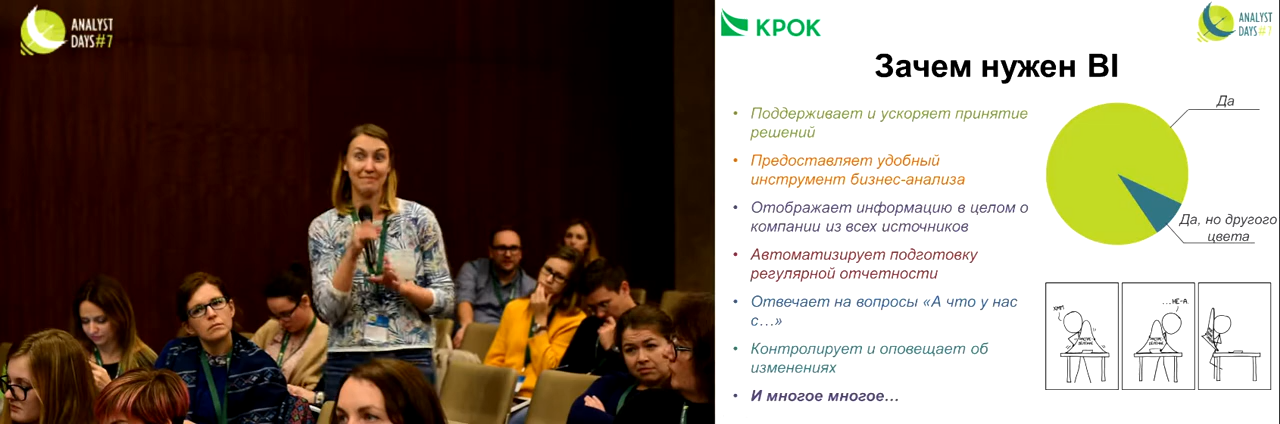 ANALYST
DAYS#7
КРОК
ANALYST
DAYS#7
Зачем нужен BI
• Поддерживает и ускоряет принятие
решений
• Предоставляет удобный
инструмент бизнес-анализа
• Отображает информацию в целом о
компании из всех источников
• Автоматизирует подготовку
регулярной отчетности
• Отвечает на вопросы «А что у нас
с…»
• Контролирует и оповещает об
изменениях
• И многое многое…
Да
Да, но другого
цвета
ХМП
...НЕ-А.